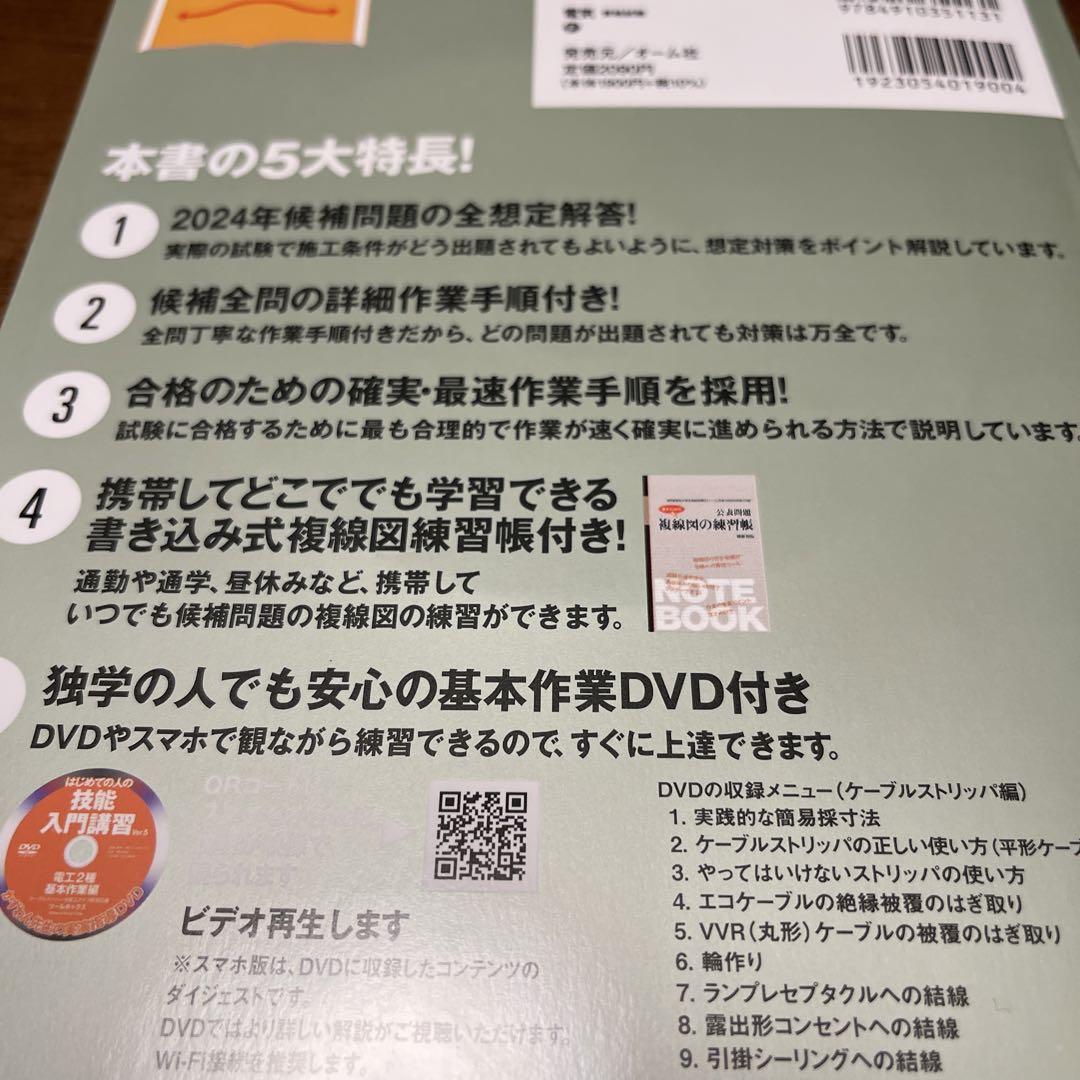 9784910351131
発売元／オーム社
1923054019004
本書の5大特長!
1 2024年候補問題の全想定解答!
実際の試験で施工条件がどう出題されてもよいように、想定対策をポイント解説しています。
2 候補全問の詳細作業手順付き!
全問丁寧な作業手順付きだから、どの問題が出題されても対策は万全です。
3 合格のための確実・最速作業手順を採用!
試験に合格するために最も合理的で作業が速く確実に進められる方法で説明しています。
4 携帯してどこででも学習できる
書き込み式複線図練習帳付き!
通勤や通学、昼休みなど、携帯して
いつでも候補問題の複線図の練習ができます。
公表問題
複線図の練習帳
NOTE
BOOK
独学の人でも安心の基本作業DVD付き
DVDやスマホで観ながら練習できるので、すぐに上達できます。
はじめての人の
技能
入門講習
Ver.5
DVD
電工2種
基本作業編
ツールボックス
QRコー
ビデオ再生します
※スマホ版は、DVDに収録したコンテンツの
ダイジェストです。
DVDではより詳しい解説がご視聴いただけます。
Wi-Fi接続を推奨します。
DVDの収録メニュー（ケーブルストリッパ編）
1. 実践的な簡易採寸法
2. ケーブルストリッパの正しい使い方（平形ケーブ
3. やってはいけないストリッパの使い方
4. エコケーブルの絶縁被覆のはぎ取り
5. VVR（丸形）ケーブルの被覆のはぎ取り
6. 輪作り
7. ランプレセプタクルへの結線
8. 露出形コンセントへの結線
9. 引掛シーリングへの結線